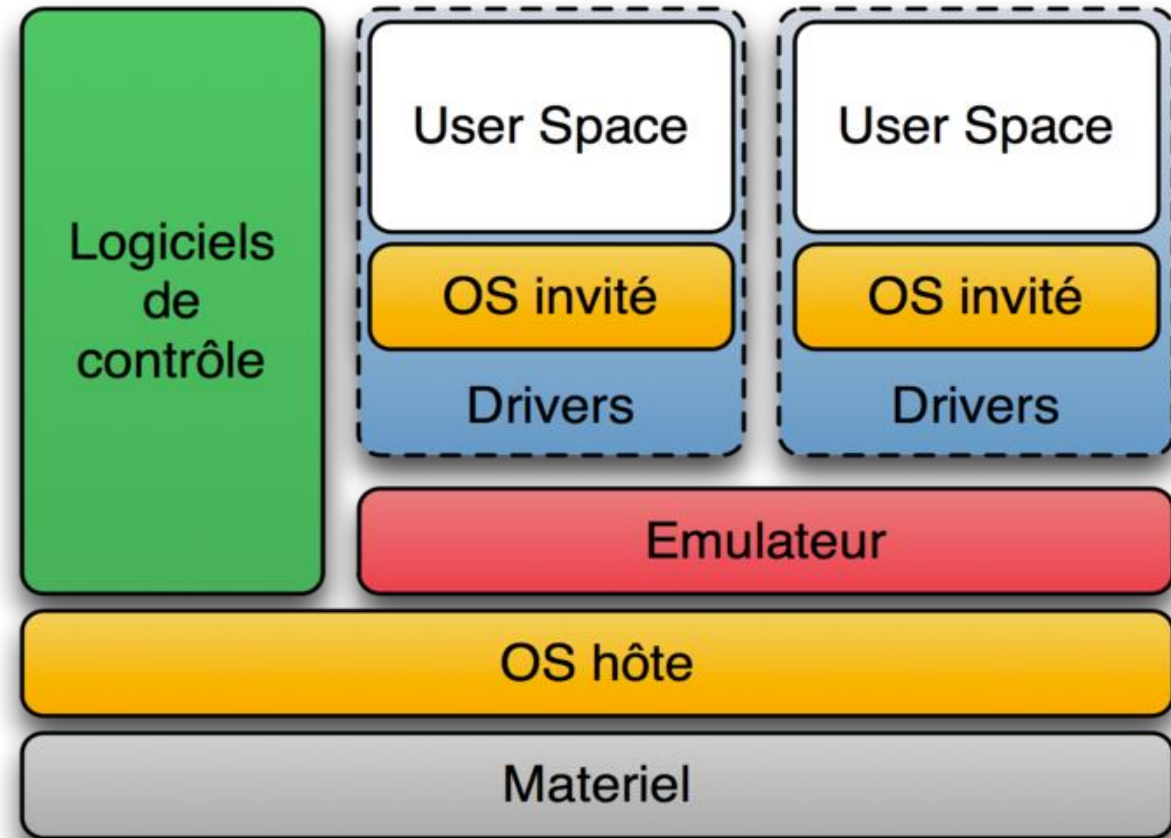 Logiciels
de
contrôle
User Space
OS invité
Drivers
User Space
OS invité
Drivers
Emulateur
OS hôte
Materiel